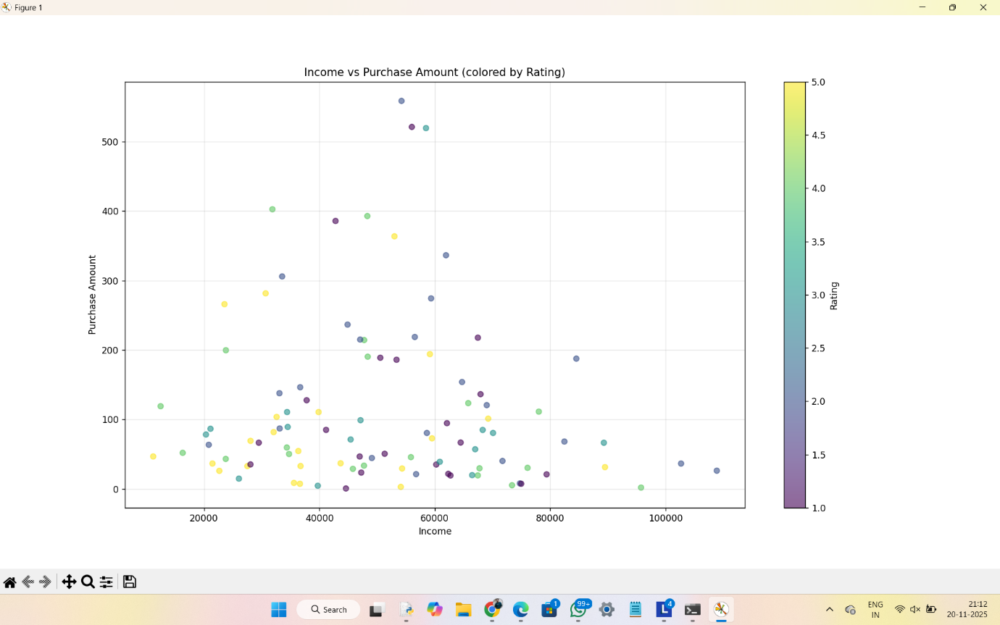 Figure 1
Income vs Purchase Amount (colored by Rating)
500
400
300
200
100
0
Purchase Amount
20000 40000 60000 80000 100000
Income
5.0
4.5
4.0
3.5
3.0
2.5
2.0
1.5
1.0
Rating
Search
1
99+
L
4
ENG
IN
21:12
20-11-2025